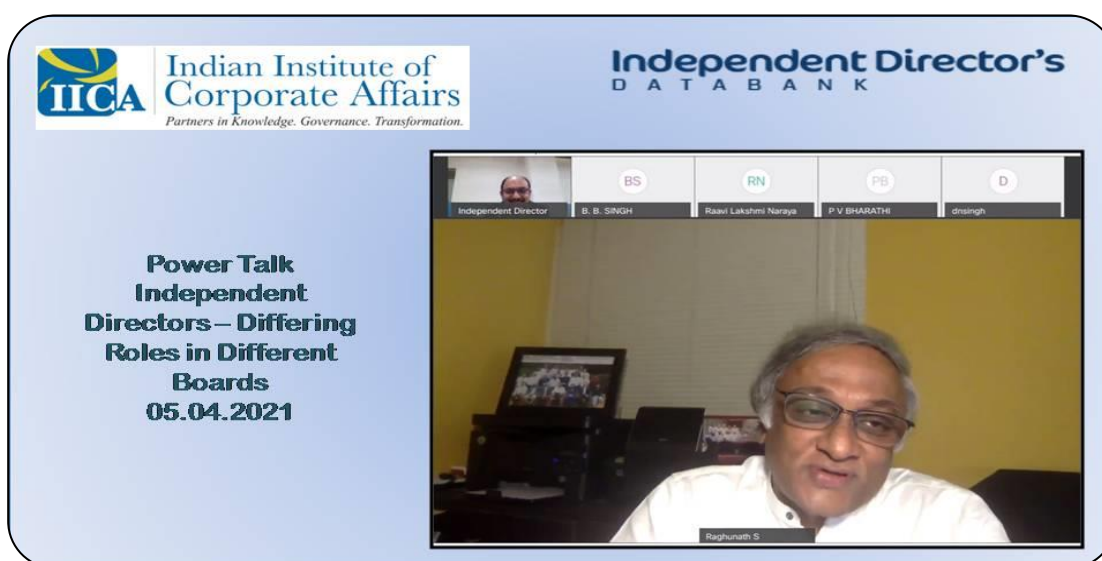 IICA
Indian Institute of
Corporate Affairs
Partners in Knowledge. Governance. Transformation.
Independent Director's
DATABANK
BS
RN
PB
D
Independent Director
B. B. SINGH
Raavi Lakshmi Naraya
P V BHARATHI
dnsingh
Power Talk
Independent
Directors – Differing
Roles in Different
Boards
05.04.2021
Raghunath S